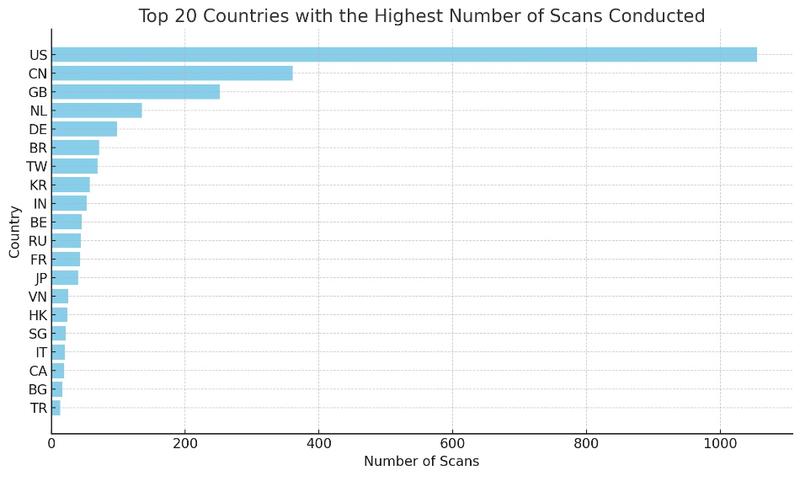 Top 20 Countries with the Highest Number of Scans Conducted
US
CN
GB
NL
DE
BR
TW
KR
IN
BE
RU
FR
JP
VN
HK
SG
IT
CA
BG
TR
Country
0 200 400 600 800 1000
Number of Scans